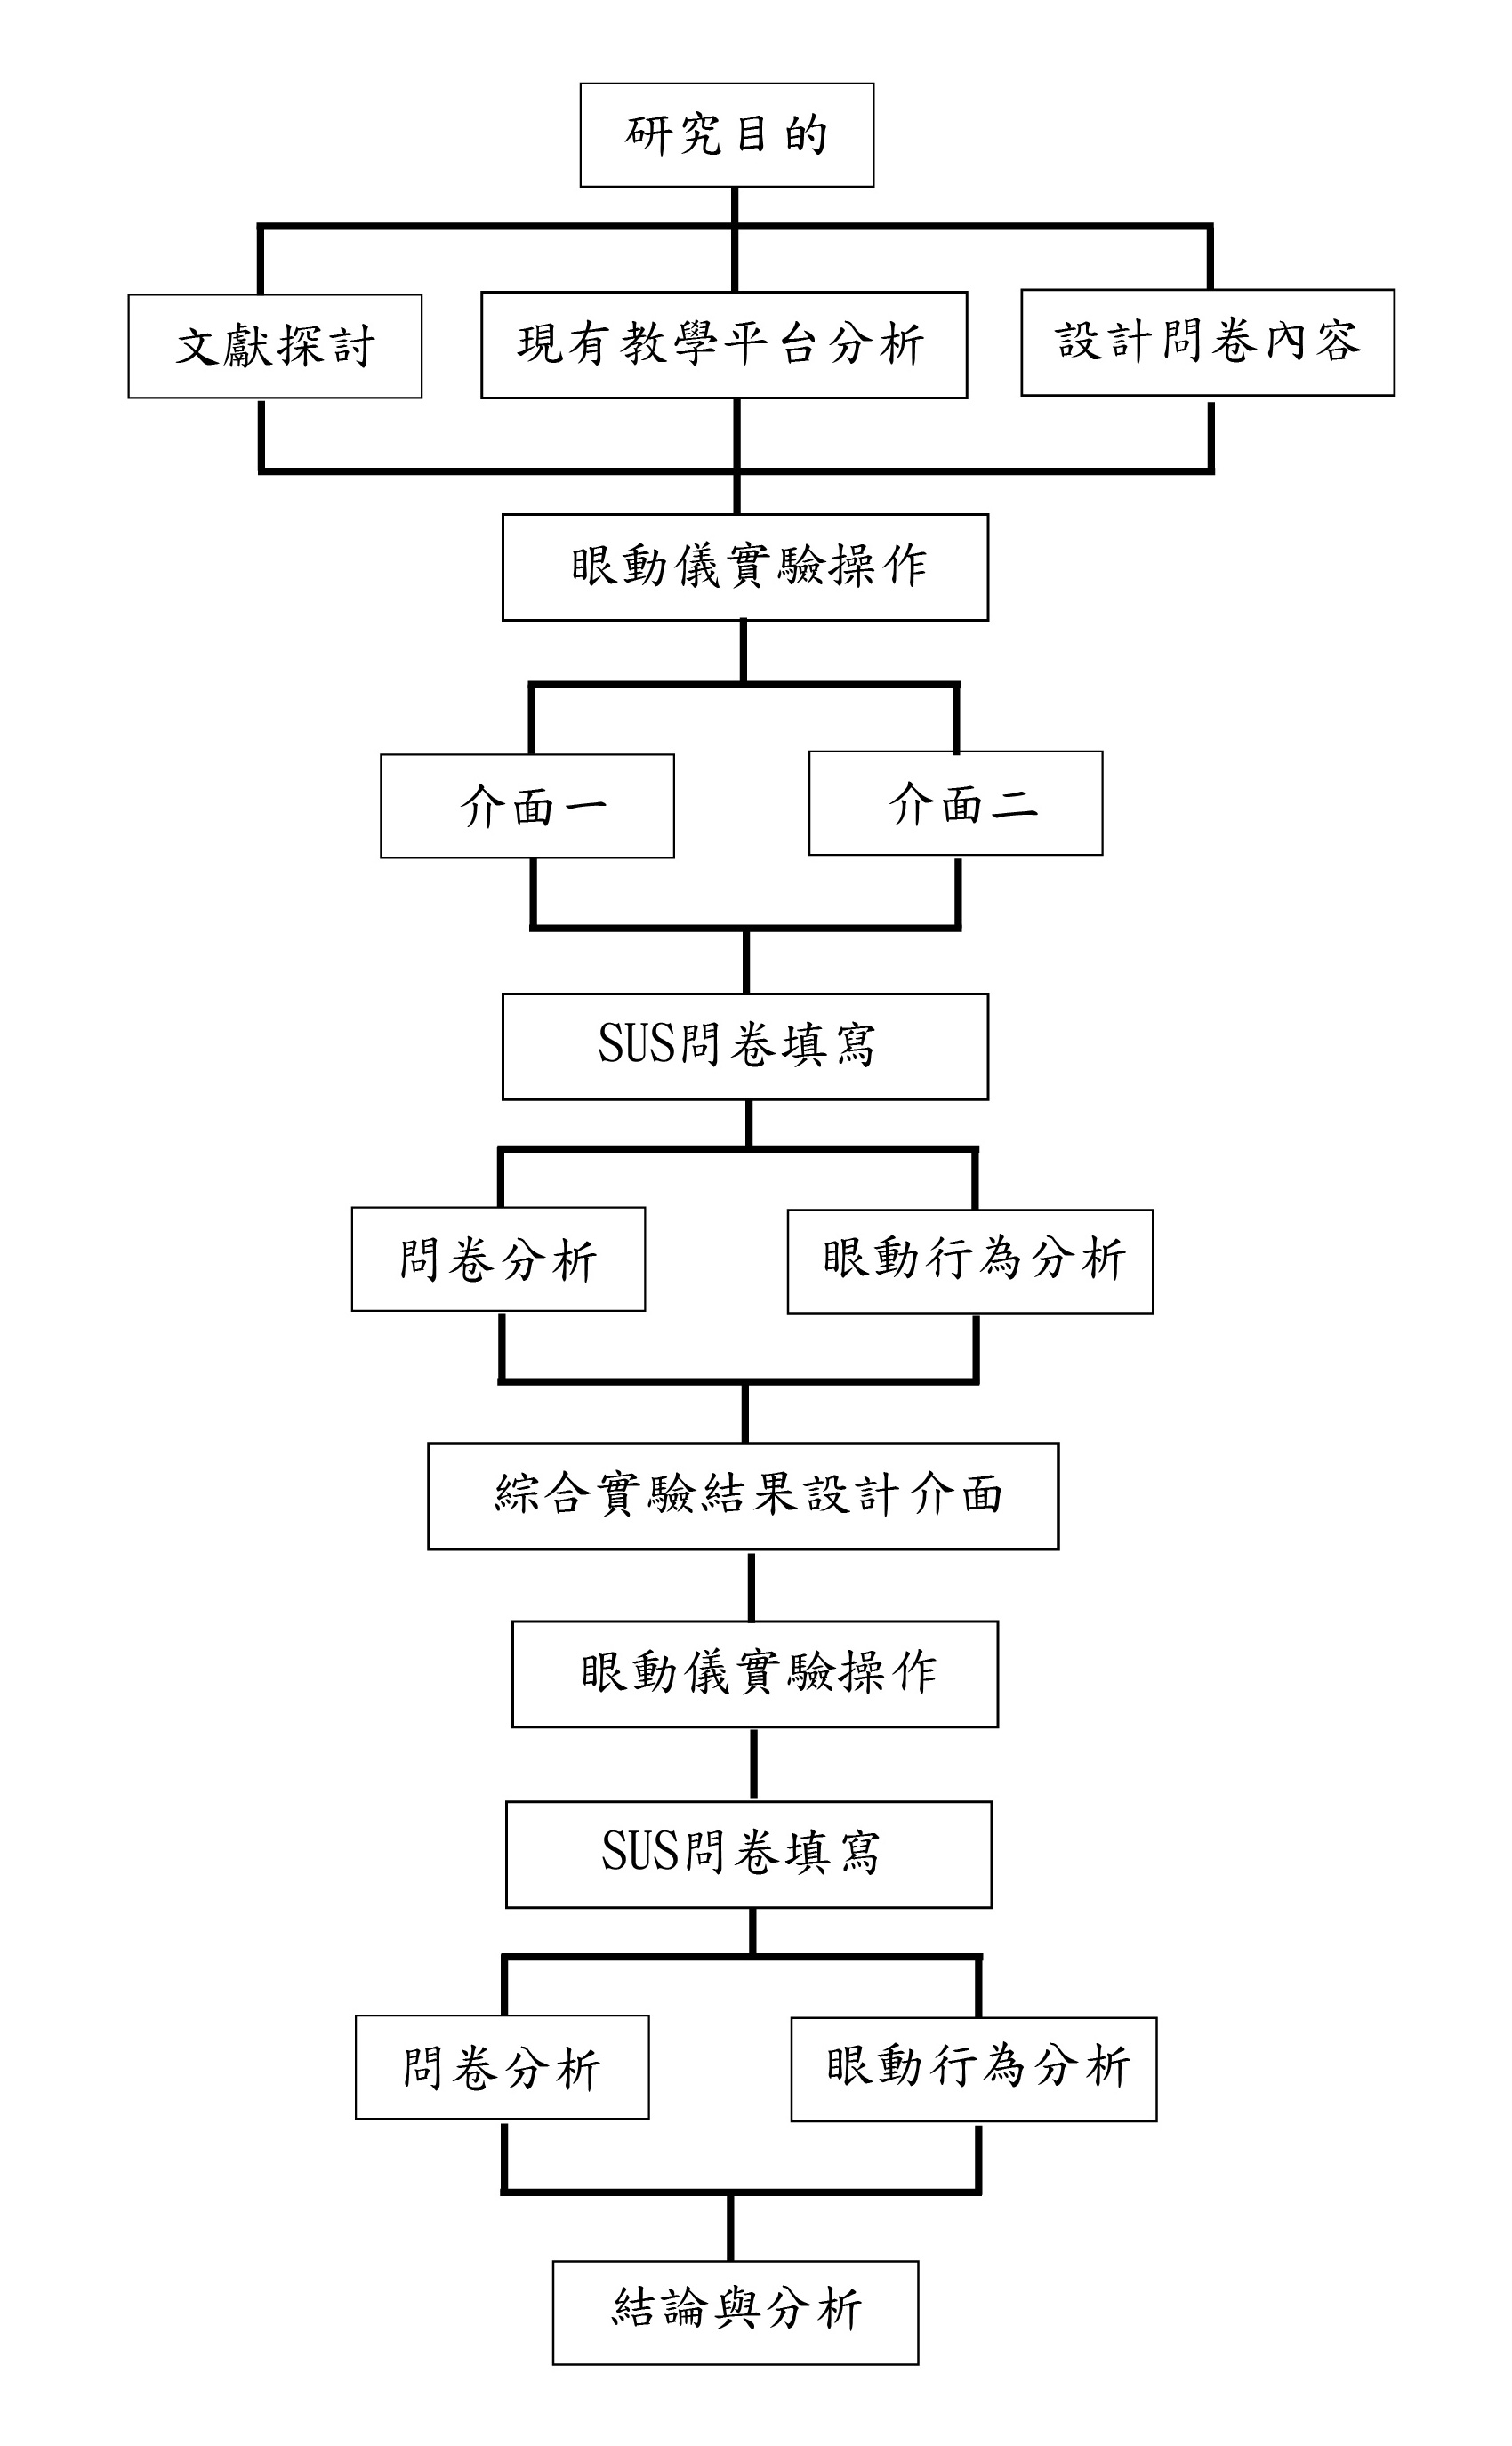 研究目的
文獻探討
現有教學平台分析
設計問卷內容
眼動儀實驗操作
介面一
介面二
SUS問卷填寫
問卷分析
眼動行為分析
綜合實驗結果設計介面
眼動儀實驗操作
SUS問卷填寫
問卷分析
眼動行為分析
結論與分析